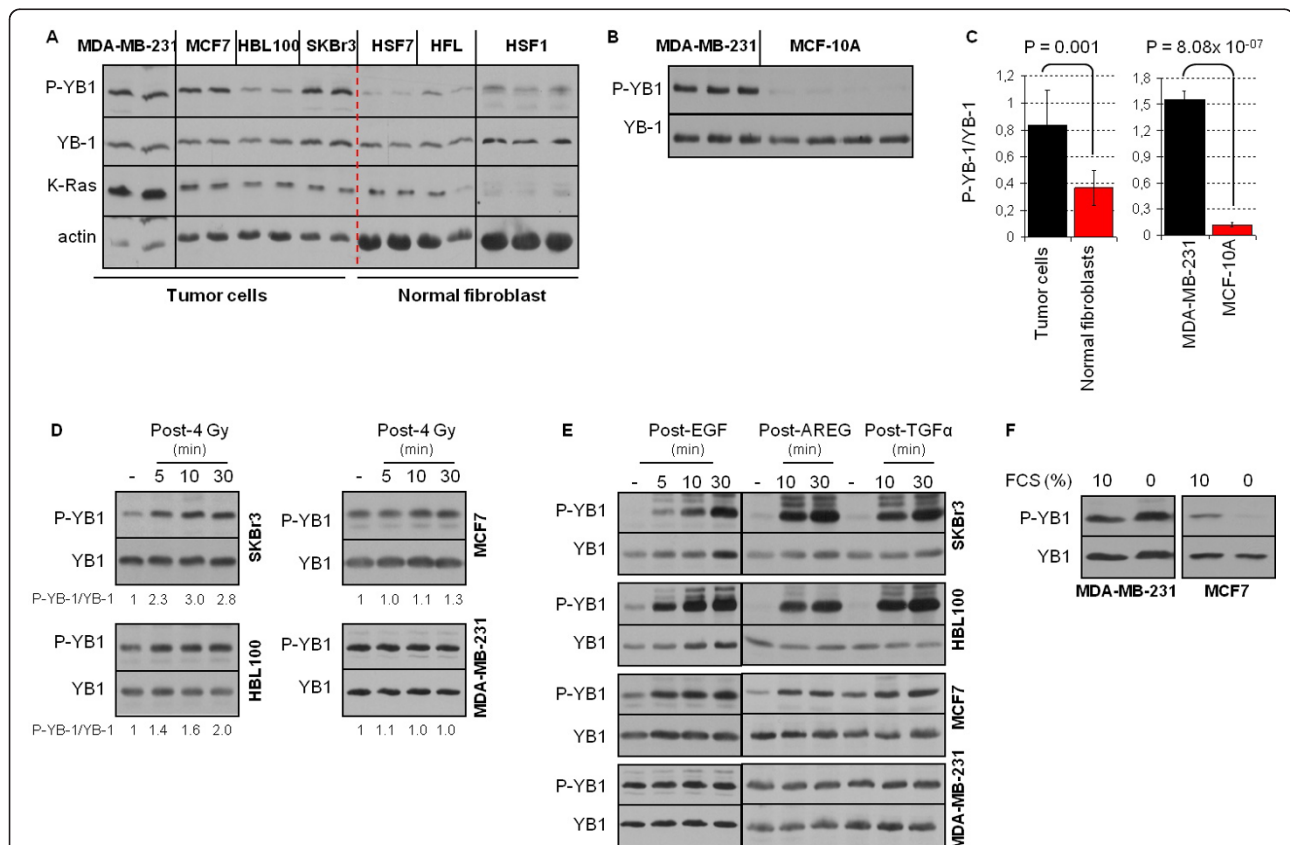 A
MDA-MB-231 MCF7 HBL100 SKBr3 HSF7 HFL HSF1
P-YB1
YB-1
K-Ras
actin
Tumor cells Normal fibroblast
B
MDA-MB-231 MCF-10A
P-YB1
YB-1
C
P = 0.001 P = 8.08x 10-07
P-YB-1/YB-1
1,2
1
0,8
0,6
0,4
0,2
0
Tumor cells
Normal fibroblasts
1.8
1.5
1.2
0.9
0.6
0.3
0.0
MDA-MB-231
MCF-10A
D
Post-4 Gy
(min)
- 5 10 30
P-YB1
YB1
SKBr3
P-YB-1/YB-1 1 2.3 3.0 2.8
P-YB1
YB1
HBL100
P-YB-1/YB-1 1 1.4 1.6 2.0
Post-4 Gy
(min)
- 5 10 30
P-YB1
YB1
MCF7
1 1.0 1.1 1.3
P-YB1
YB1
MDA-MB-231
1 1.1 1.0 1.0
E
Post-EGF Post-AREG Post-TGFα
(min) (min) (min)
- 5 10 30 - 10 30 - 10 30
P-YB1
YB1
SKBr3
P-YB1
YB1
HBL100
P-YB1
YB1
MCF7
P-YB1
YB1
MDA-MB-231
F
FCS (%) 10 0 10 0
P-YB1
YB1
MDA-MB-231 MCF7